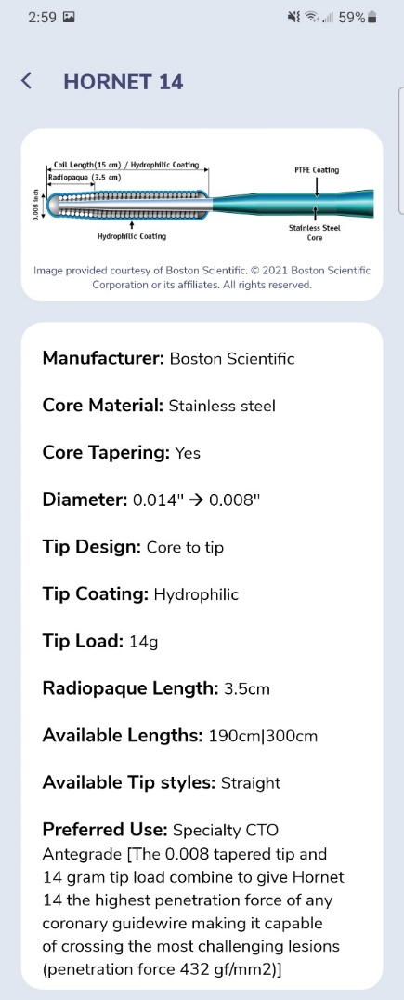 2:59
59%
HORNET 14
Coil Length(15 cm) / Hydrophilic Coating
Radiopaque (3.5 cm)
PTFE Coating
0.008 inch
Hydrophilic Coating
Stainless Steel
Core
Image provided courtesy of Boston Scientific. © 2021 Boston Scientific
Corporation or its affiliates. All rights reserved.
Manufacturer: Boston Scientific
Core Material: Stainless steel
Core Tapering: Yes
Diameter: 0.014" → 0.008"
Tip Design: Core to tip
Tip Coating: Hydrophilic
Tip Load: 14g
Radiopaque Length: 3.5cm
Available Lengths: 190cm|300cm
Available Tip styles: Straight
Preferred Use: Specialty CTO
Antegrade [The 0.008 tapered tip and
14 gram tip load combine to give Hornet
14 the highest penetration force of any
coronary guidewire making it capable
of crossing the most challenging lesions
(penetration force 432 gf/mm2)]